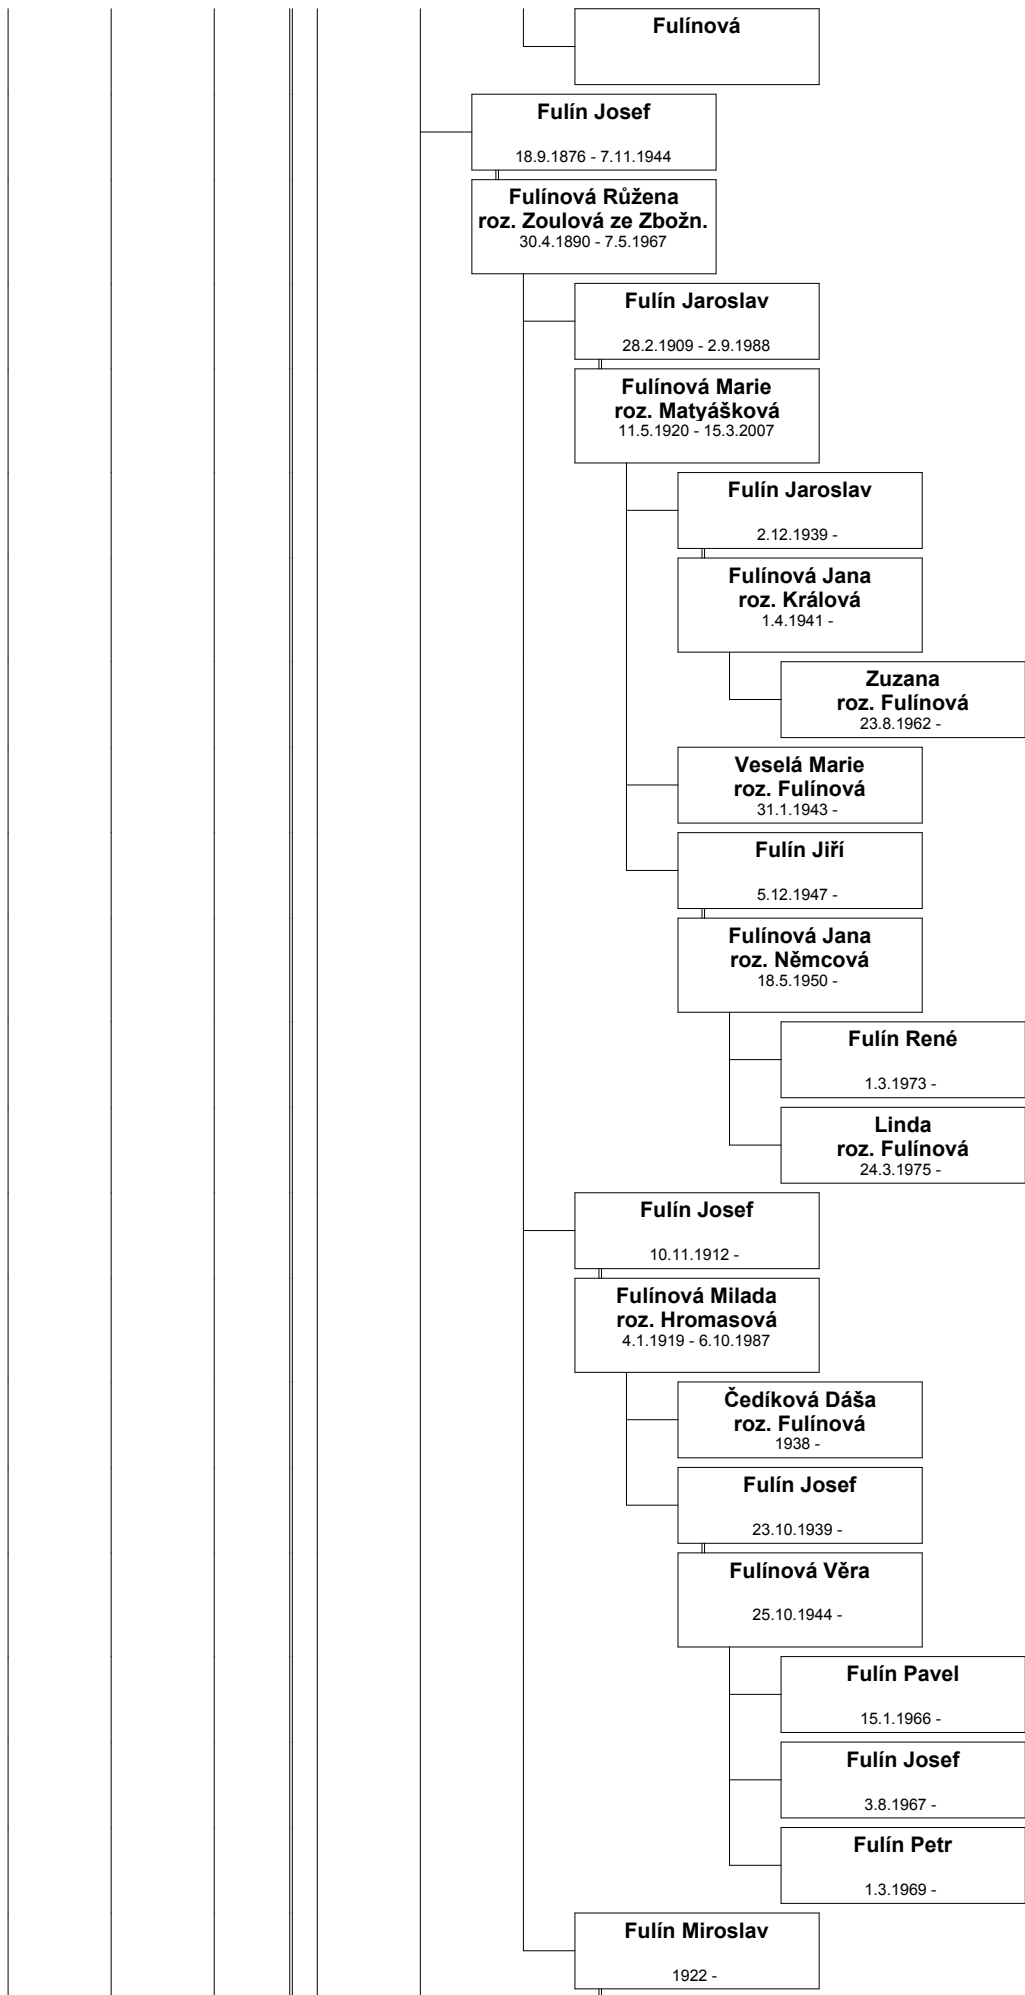 Fulínová
Fulín Josef
18.9.1876 - 7.11.1944
Fulínová Růžena
roz. Zoulová ze Zbožn.
30.4.1890 - 7.5.1967
Fulín Jaroslav
28.2.1909 - 2.9.1988
Fulínová Marie
roz. Matyášková
11.5.1920 - 15.3.2007
Fulín Jaroslav
2.12.1939 -
Fulínová Jana
roz. Králová
1.4.1941 -
Zuzana
roz. Fulínová
23.8.1962 -
Veselá Marie
roz. Fulínová
31.1.1943 -
Fulín Jiří
5.12.1947 -
Fulínová Jana
roz. Němcová
18.5.1950 -
Fulín René
1.3.1973 -
Linda
roz. Fulínová
24.3.1975 -
Fulín Josef
10.11.1912 -
Fulínová Milada
roz. Hromasová
4.1.1919 - 6.10.1987
Čedíková Dáša
roz. Fulínová
1938 -
Fulín Josef
23.10.1939 -
Fulínová Věra
25.10.1944 -
Fulín Pavel
15.1.1966 -
Fulín Josef
3.8.1967 -
Fulín Petr
1.3.1969 -
Fulín Miroslav
1922 -